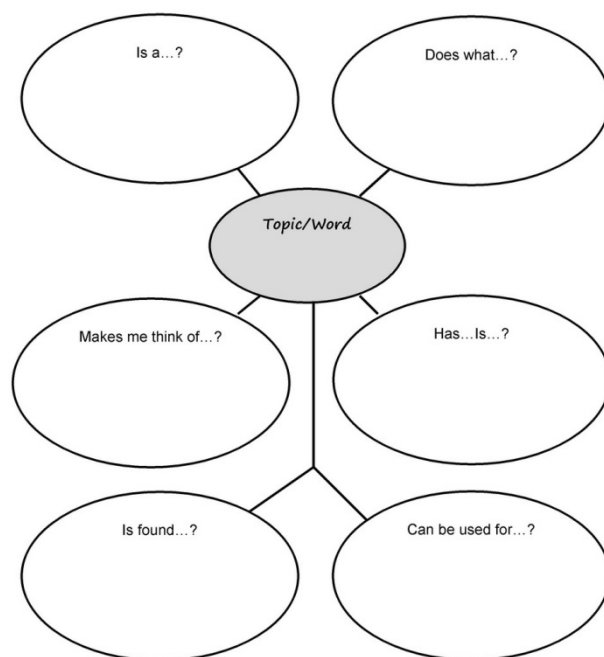 Is a...?
Does what...?
Topic/Word
Makes me think of...?
Has...Is...?
Is found...?
Can be used for...?